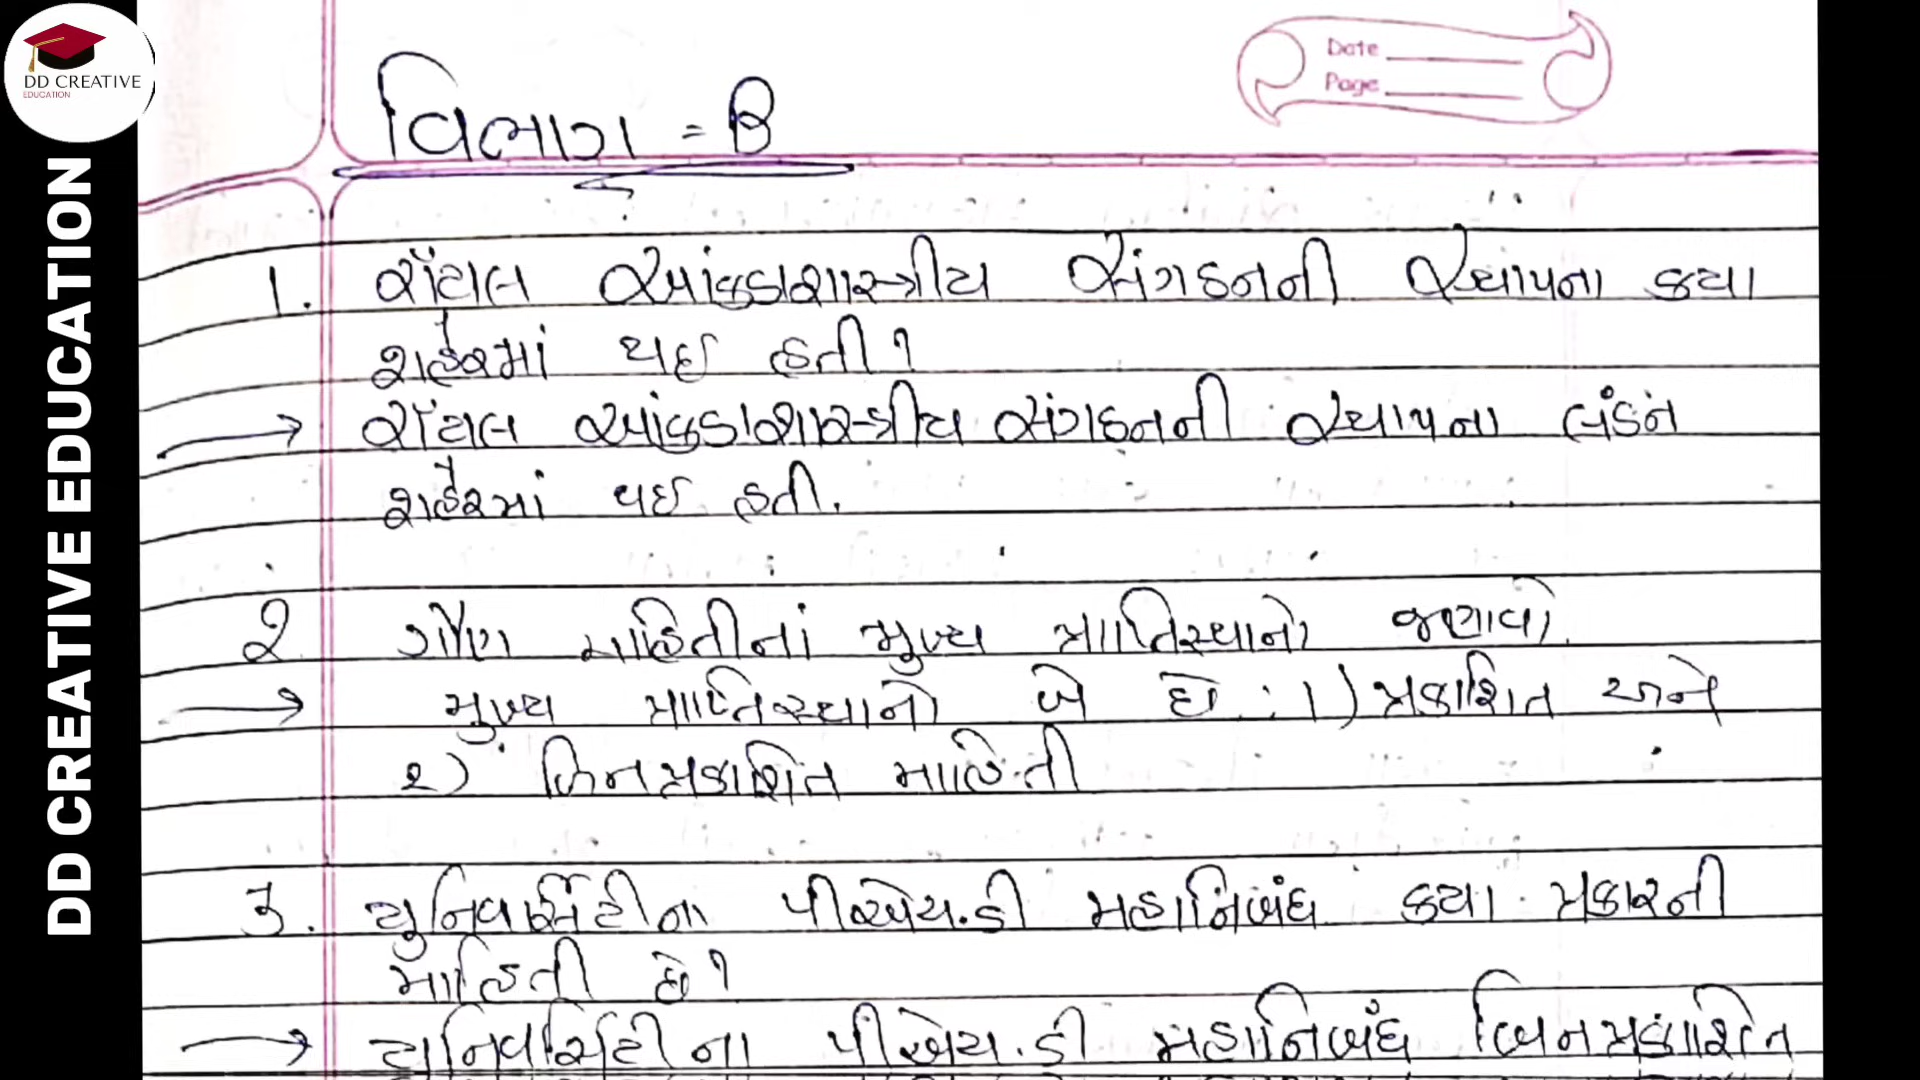 DD CREATIVE
EDUCATION
DD CREATIVE EDUCATION
Date
Page
વિભાગ = B
1. રૉયલ આંકડાશાસ્ત્રીય સંગઠનની સ્થાપના કયા
શહેરમાં થઈ હતી?
→ રૉયલ આંકડાશાસ્ત્રીય સંગઠનની સ્થાપના લંડન
શહેરમાં થઈ હતી.
2 ગૌણ માહિતીનાં મુખ્ય પ્રાપ્તિસ્થાનો જણાવો.
→ મુખ્ય પ્રાપ્તિસ્થાનો બે છે : 1) પ્રકાશિત અને
૨) બિનપ્રકાશિત માહિતી
3. યુનિવર્સિટીના પીએચ.ડી મહાનિબંધ કયા પ્રકારની
માહિતી છે?
→ યુનિવર્સિટીના પીએચ.ડી મહાનિબંધ બિનપ્રકાશિત